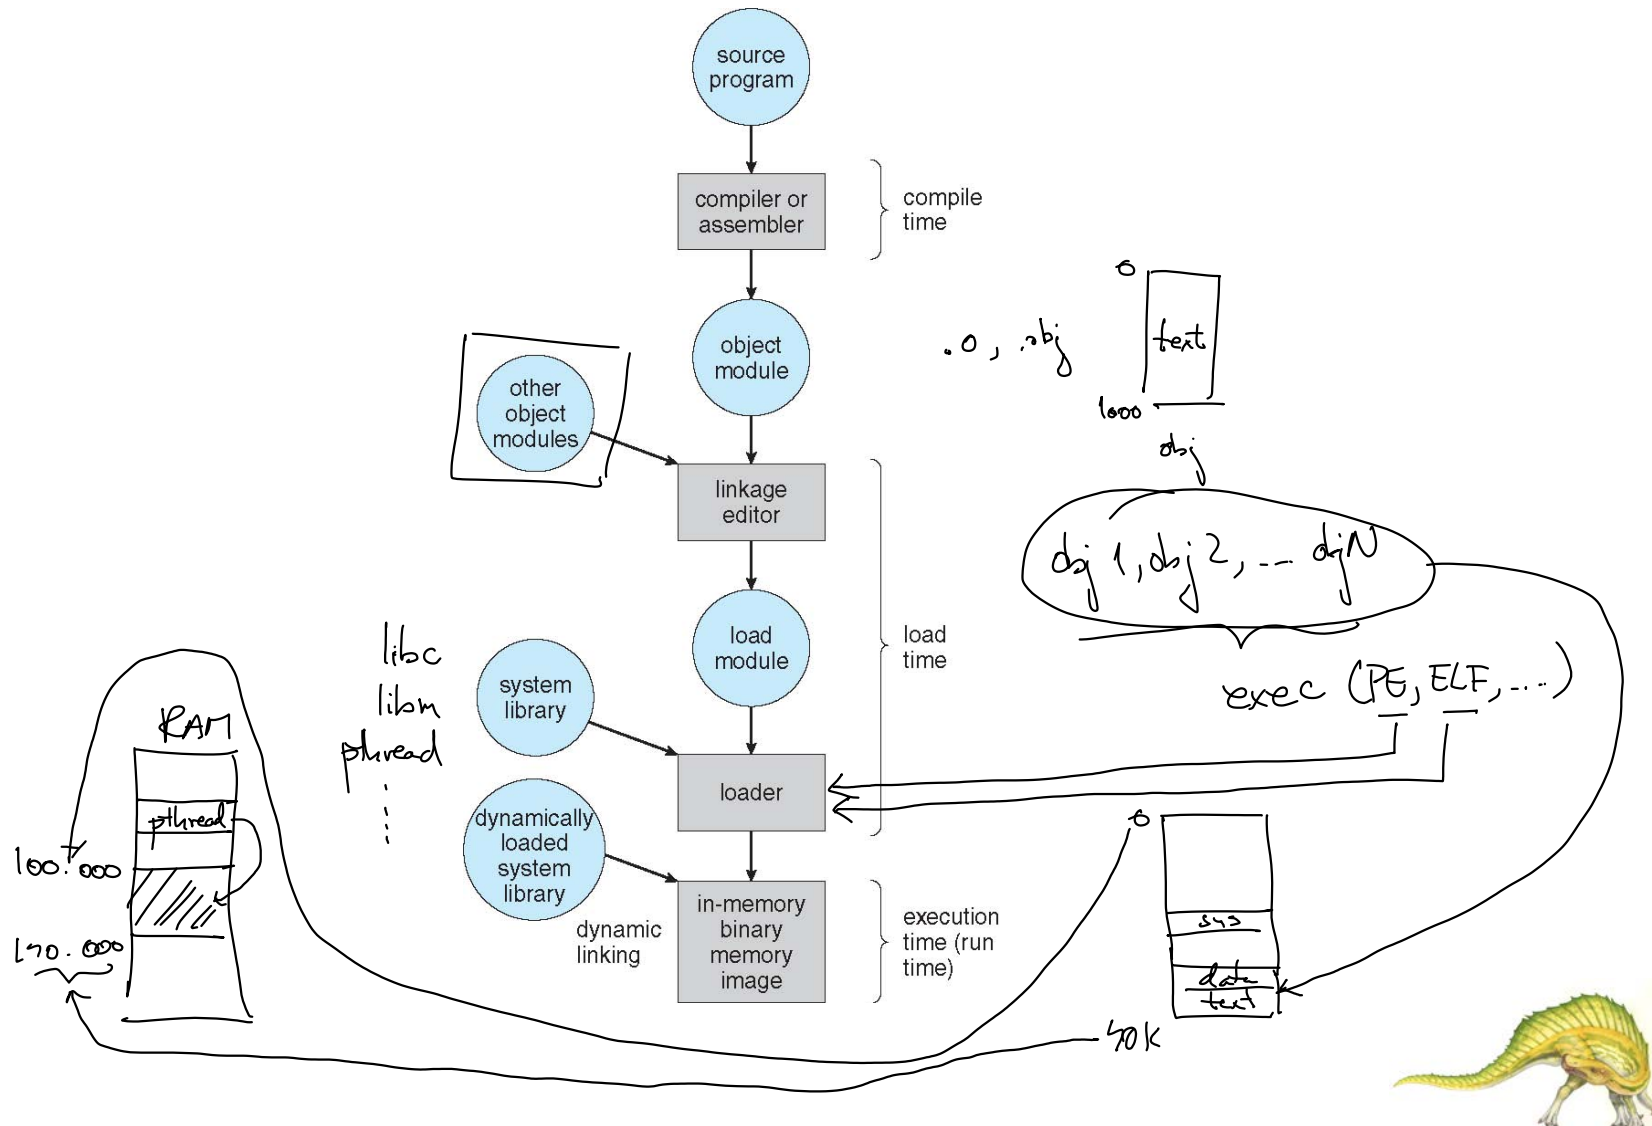 source
program
compiler or
assembler
compile
time
object
module
.o, .obj
0
text
1000
obj
other
object
modules
linkage
editor
obj 1, obj 2, .... objN
load
module
load
time
exec (PE, ELF, ....)
libc
libm
pthread
system
library
loader
RAM
pthread
100.000
dynamically
loaded
system
library
dynamic
linking
in-memory
binary
memory
image
execution
time (run
time)
0
sys
data
text